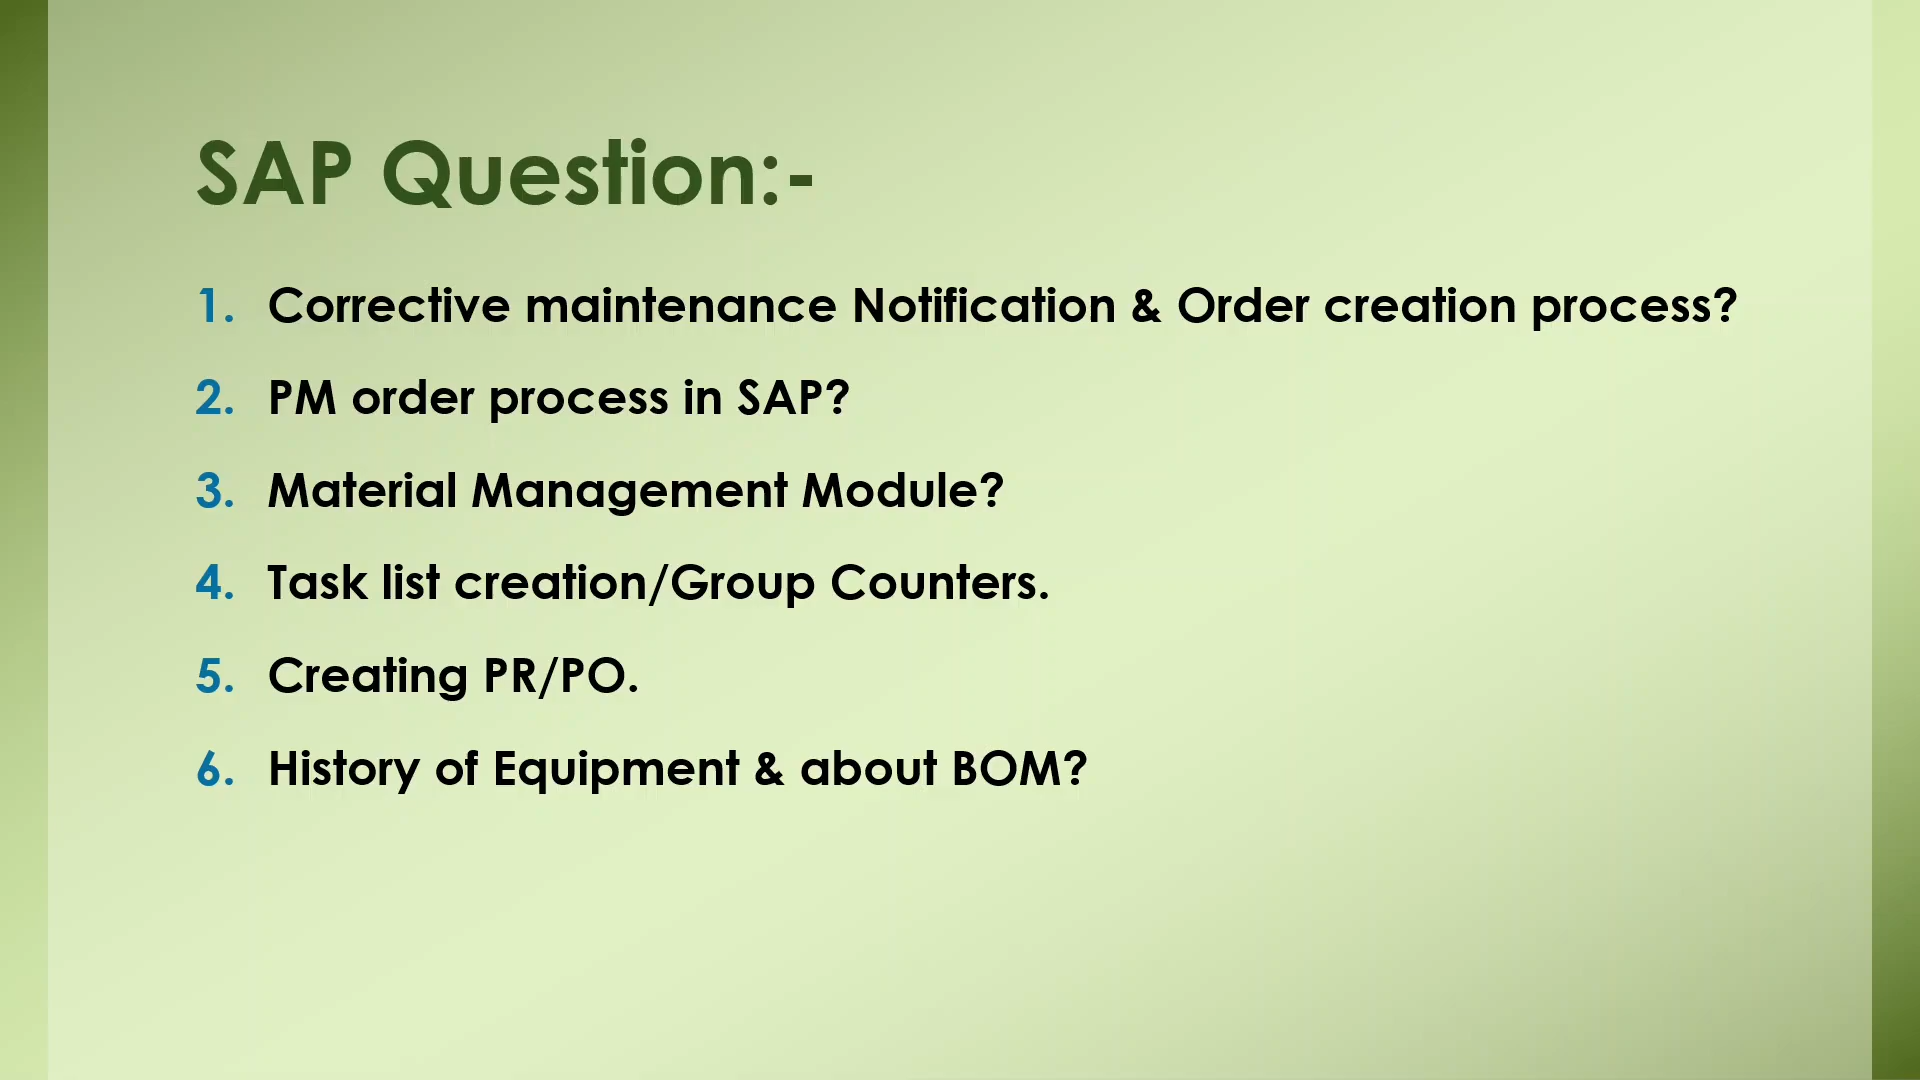 SAP Question:-
1. Corrective maintenance Notification & Order creation process?
2. PM order process in SAP?
3. Material Management Module?
4. Task list creation/Group Counters.
5. Creating PR/PO.
6. History of Equipment & about BOM?